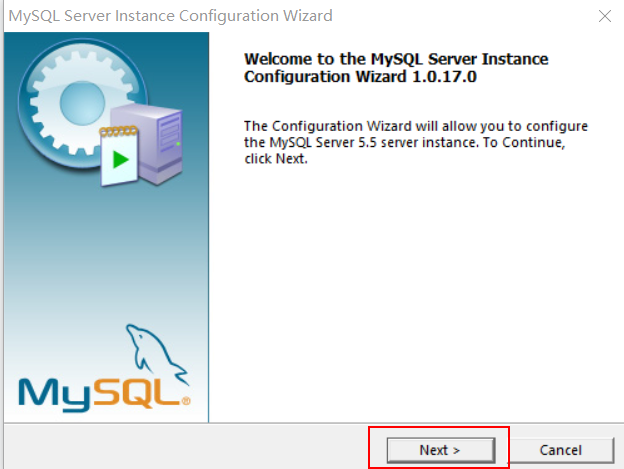 MySQL Server Instance Configuration Wizard
Welcome to the MySQL Server Instance
Configuration Wizard 1.0.17.0
The Configuration Wizard will allow you to configure
the MySQL Server 5.5 server instance. To Continue,
click Next.
MySQL®
Next >
Cancel